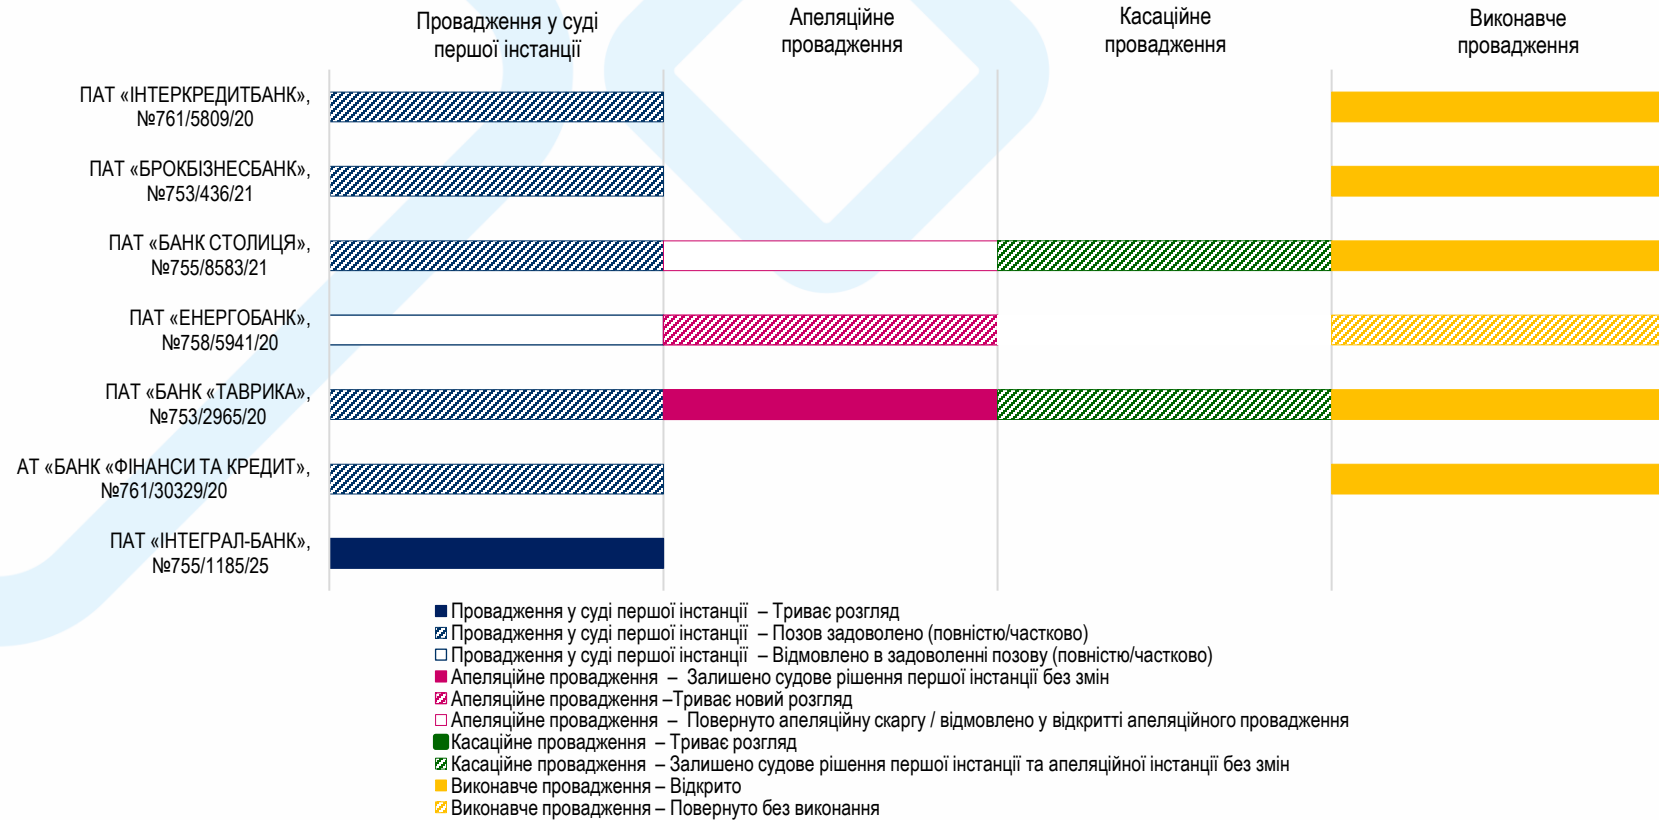 Провадження у суді
першої інстанції
Апеляційне
провадження
Касаційне
провадження
Виконавче
провадження
ПАТ «ІНТЕРКРЕДИТБАНК»,
№761/5809/20
ПАТ «БРОКБІЗНЕСБАНК»,
№753/436/21
ПАТ «БАНК СТОЛИЦЯ»,
№755/8583/21
ПАТ «ЕНЕРГОБАНК»,
№758/5941/20
ПАТ «БАНК «ТАВРИКА»,
№753/2965/20
АТ «БАНК «ФІНАНСИ ТА КРЕДИТ»,
№761/30329/20
ПАТ «ІНТЕГРАЛ-БАНК»,
№755/1185/25
Провадження у суді першої інстанції – Триває розгляд
Провадження у суді першої інстанції – Позов задоволено (повністю/частково)
Провадження у суді першої інстанції – Відмовлено в задоволенні позову (повністю/частково)
Апеляційне провадження – Залишено судове рішення першої інстанції без змін
Апеляційне провадження –Триває новий розгляд
Апеляційне провадження – Повернуто апеляційну скаргу / відмовлено у відкритті апеляційного провадження
Касаційне провадження – Триває розгляд
Касаційне провадження – Залишено судове рішення першої інстанції та апеляційної інстанції без змін
Виконавче провадження – Відкрито
Виконавче провадження – Повернуто без виконання